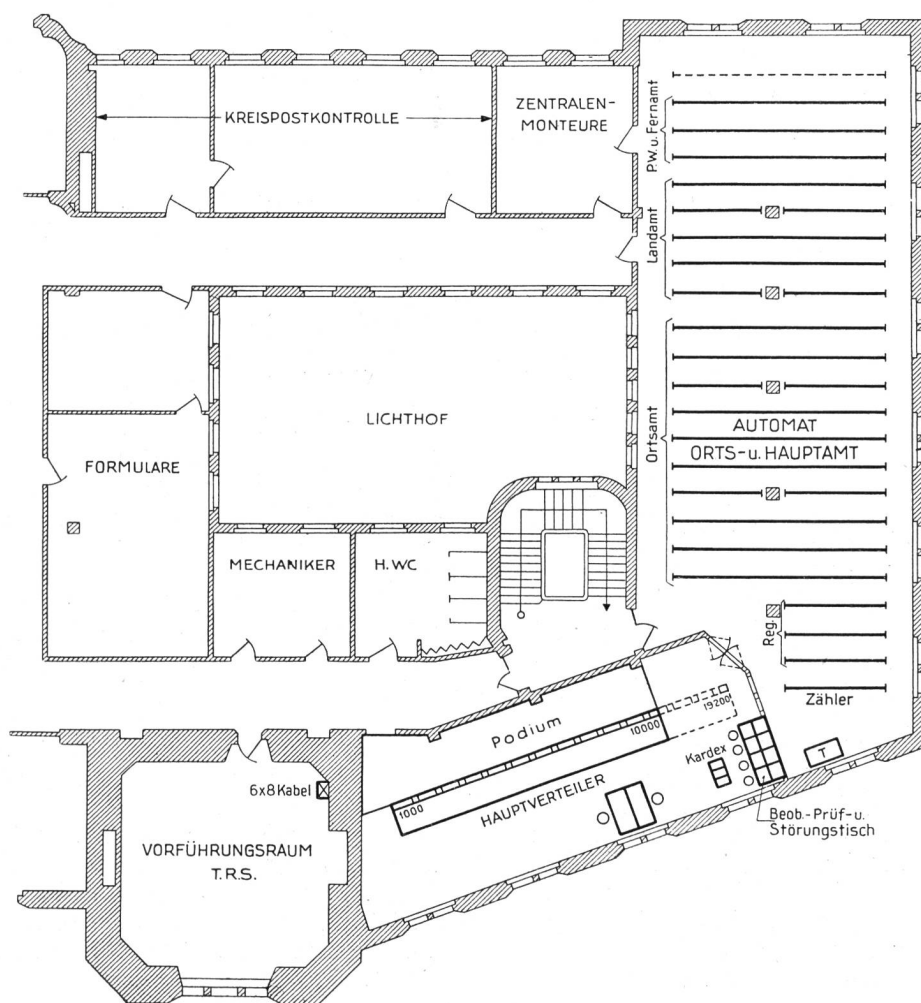 KREISPOSTKONTROLLE
ZENTRALEN-
MONTEURE
P.W. u. Fernamt
Landamt
Ortsamt
LICHTHOF
AUTOMAT
ORTS- u. HAUPTAMT
FORMULARE
MECHANIKER
H. WC
Reg.
Zähler
Podium
10000
19200
1000
HAUPTVERTEILER
Kardex
T
Beob.-Prüf-u.
Störungstisch
6x8 Kabel
VORFÜHRUNGSRAUM
T.R.S.